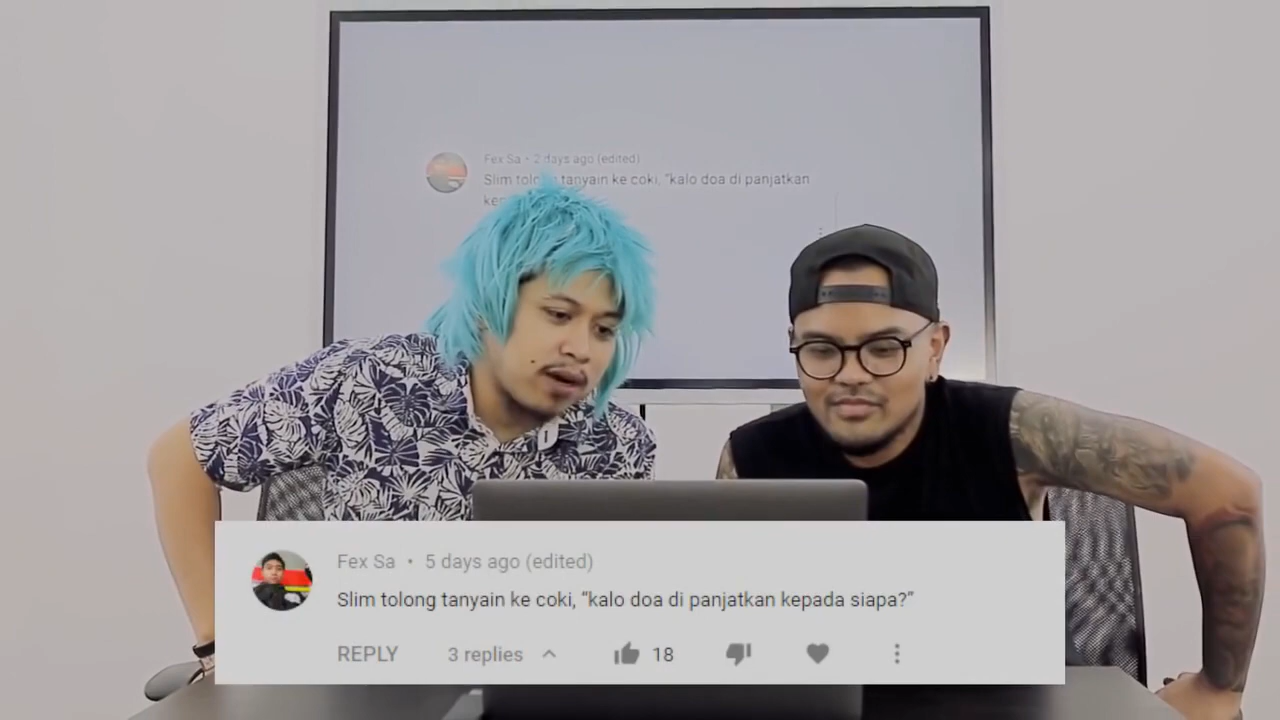 Fex Sa • 2 days ago (edited)
Slim tolong tanyain ke coki, "kalo doa di panjatkan
Fex Sa • 5 days ago (edited)
Slim tolong tanyain ke coki, “kalo doa di panjatkan kepada siapa?”
REPLY 3 replies 18